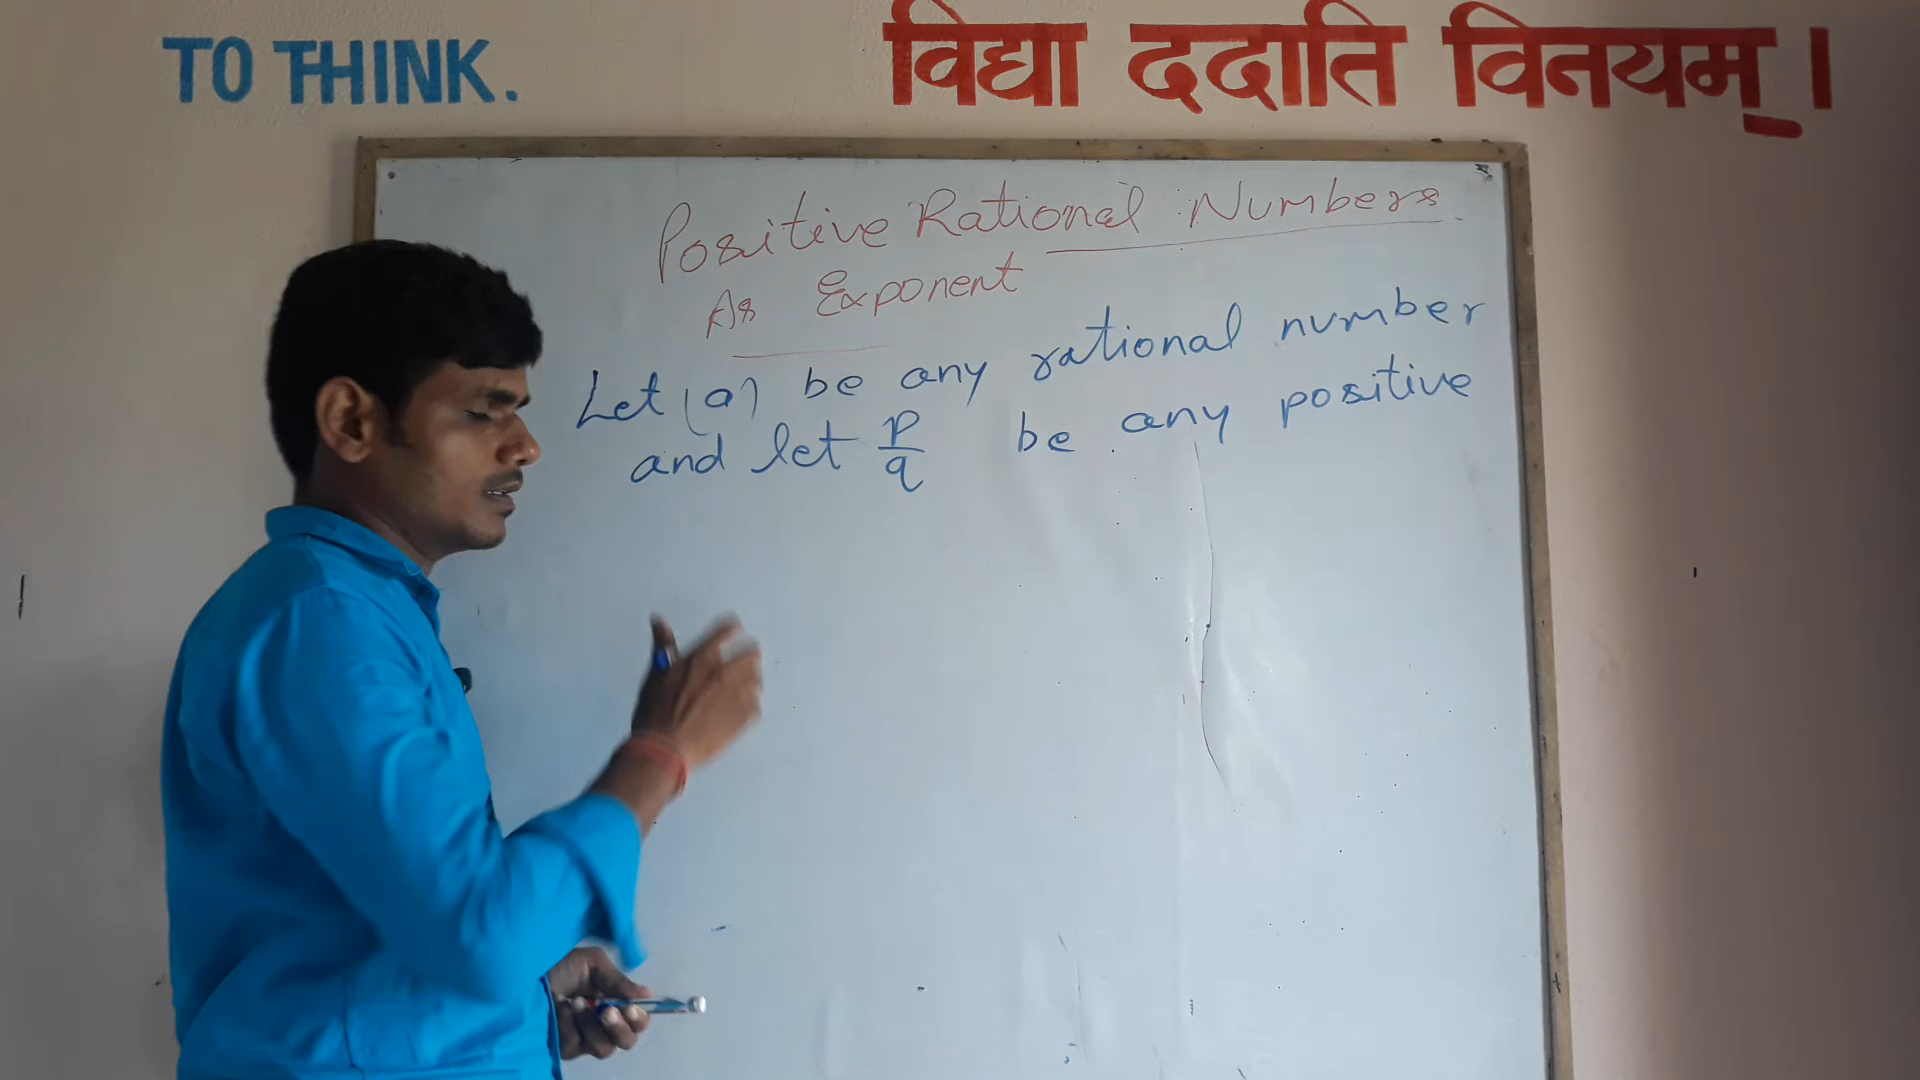 TO THINK.
विद्या ददाति विनयम् ।
Positive Rational Numbers.
As Exponent
Let (a) be any rational number
and let p/q be any positive